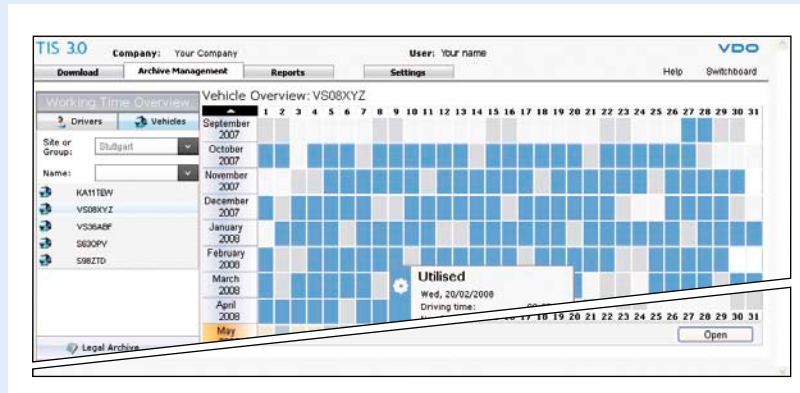 TIS 3.0 Company: Your Company User: Your name VDO
Download Archive Management Reports Settings Help Switchboard
Working Time Overview
Vehicle Overview: VS08XYZ
Drivers Vehicles
1 2 3 4 5 6 7 8 9 10 11 12 13 14 15 16 17 18 19 20 21 22 23 24 25 26 27 28 29 30 31
Site or
Group: Stuttgart
Name:
KA11TBW
VS08XYZ
VS36ABF
S630PV
S98ZTD
September
2007
October
2007
November
2007
December
2007
January
2008
February
2008
March
2008
April
2008
May
Utilised
Wed, 20/02/2008
Driving time:
16 17 18 19 20 21 22 23 24 25 26 27 28 29 30 31
Open
Legal Archive